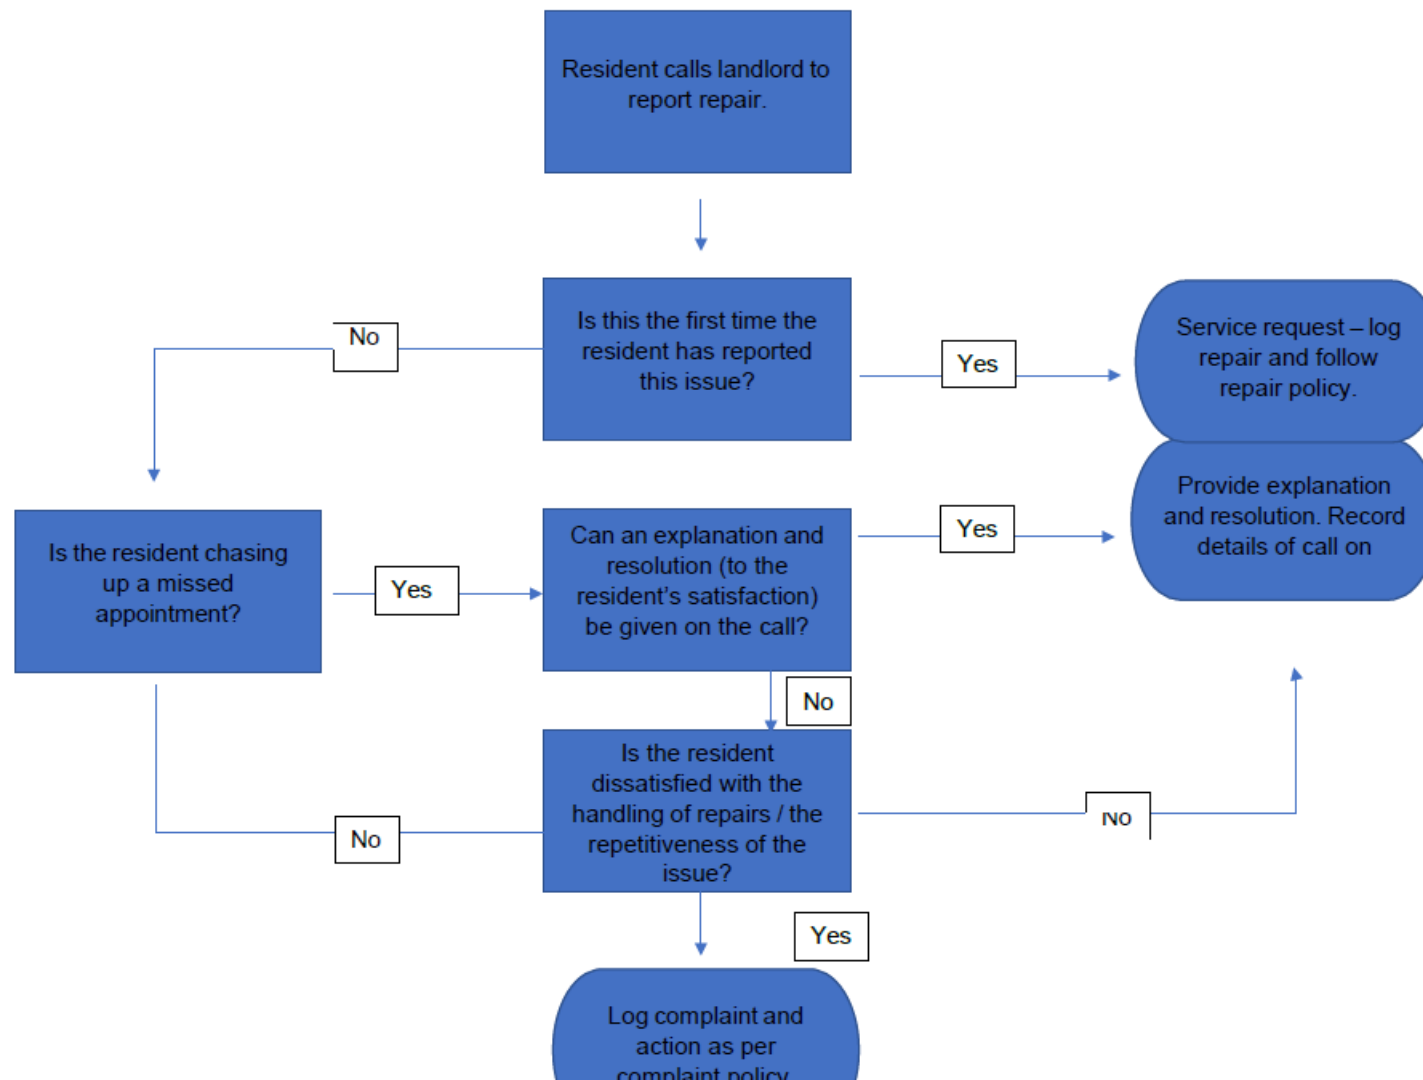 Resident calls landlord to
report repair.
Is this the first time the
resident has reported
this issue?
No
Yes
Service request – log
repair and follow
repair policy.
Is the resident chasing
up a missed
appointment?
Yes
Can an explanation and
resolution (to the
resident's satisfaction)
be given on the call?
Yes
Provide explanation
and resolution. Record
details of call on
No
Is the resident
dissatisfied with the
handling of repairs / the
repetitiveness of the
issue?
No
No
Yes
Log complaint and
action as per
complaint policy